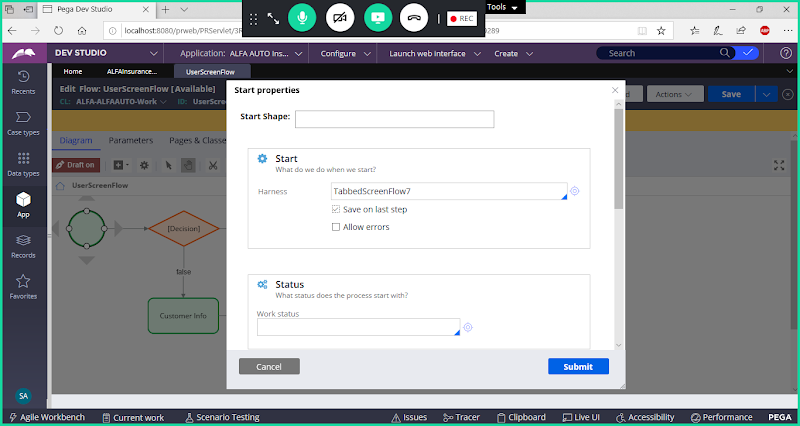 Pega Dev Studio
Tools
REC
localhost:8080/prweb/PRServlet/3R
0289
ABP
DEV STUDIO
Application: ALFA AUTO Ins...
Configure
Launch web interface
Create
Search
Recents
Case types
Data types
App
Records
Favorites
SA
Home
ALFAInsurance...
UserScreenFlow
Edit Flow: UserScreenFlow [Available]
CL: ALFA-ALFAAUTO-Work
ID: UserScre
d
Actions
Save
Diagram
Parameters
Pages & Classes
Draft on
UserScreenFlow
[Decision]
false
Customer Info
Start properties
Start Shape:
Start
What do we do when we start?
Harness
TabbedScreenFlow7
Save on last step
Allow errors
Status
What status does the process start with?
Work status
Cancel
Submit
Agile Workbench
Current work
Scenario Testing
Issues
Tracer
Clipboard
Live UI
Accessibility
Performance
PEGA